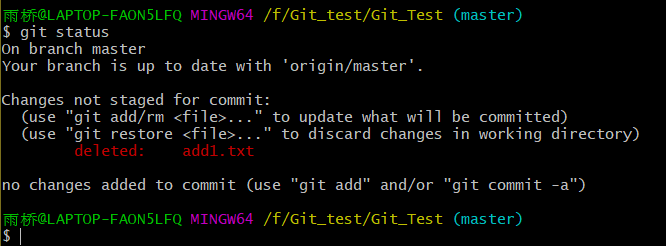 雨桥@LAPTOP-FAON5LFQ MINGW64 /f/Git_test/Git_Test (master)
$ git status
On branch master
Your branch is up to date with 'origin/master'.
Changes not staged for commit:
  (use "git add/rm <file>..." to update what will be committed)
  (use "git restore <file>..." to discard changes in working directory)
        deleted:    add1.txt
no changes added to commit (use "git add" and/or "git commit -a")
雨桥@LAPTOP-FAON5LFQ MINGW64 /f/Git_test/Git_Test (master)
$